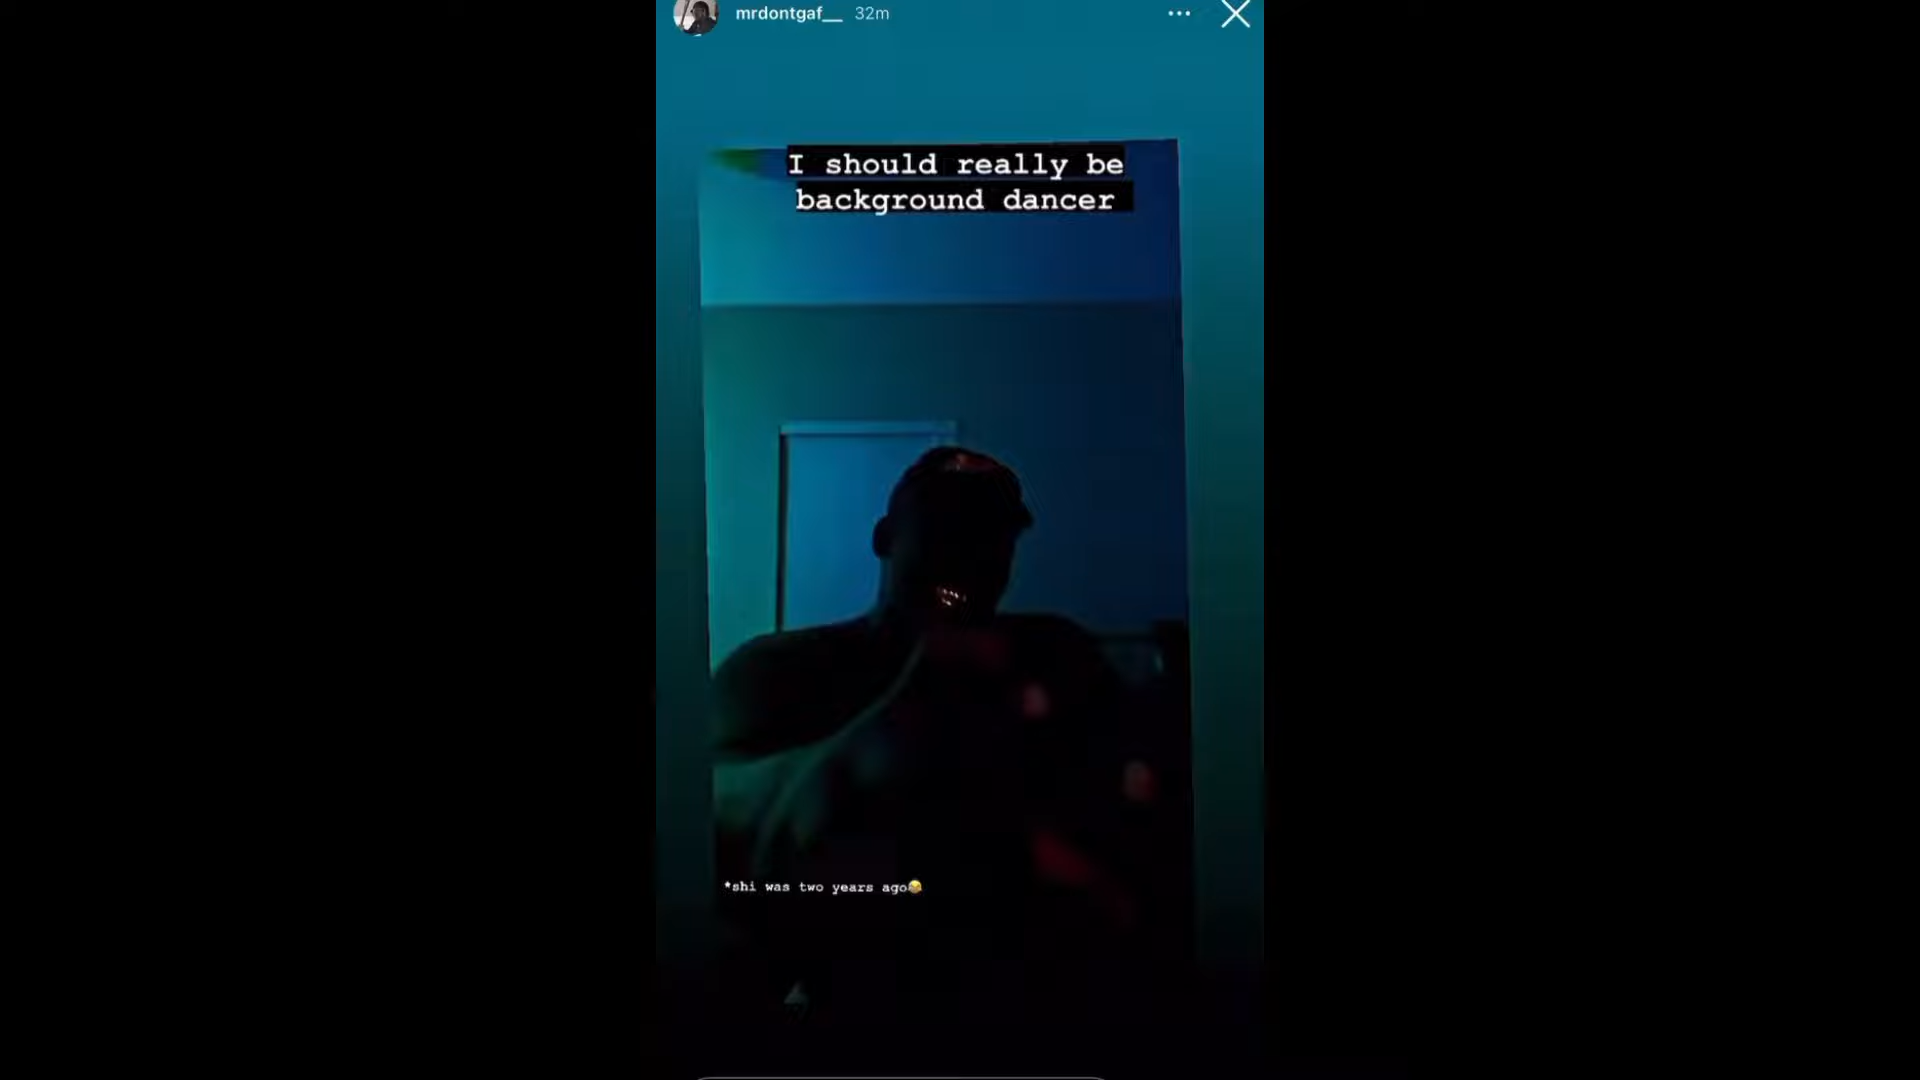 mrdontgaf__ 32m
I should really be
background dancer
*shi was two years ago😂